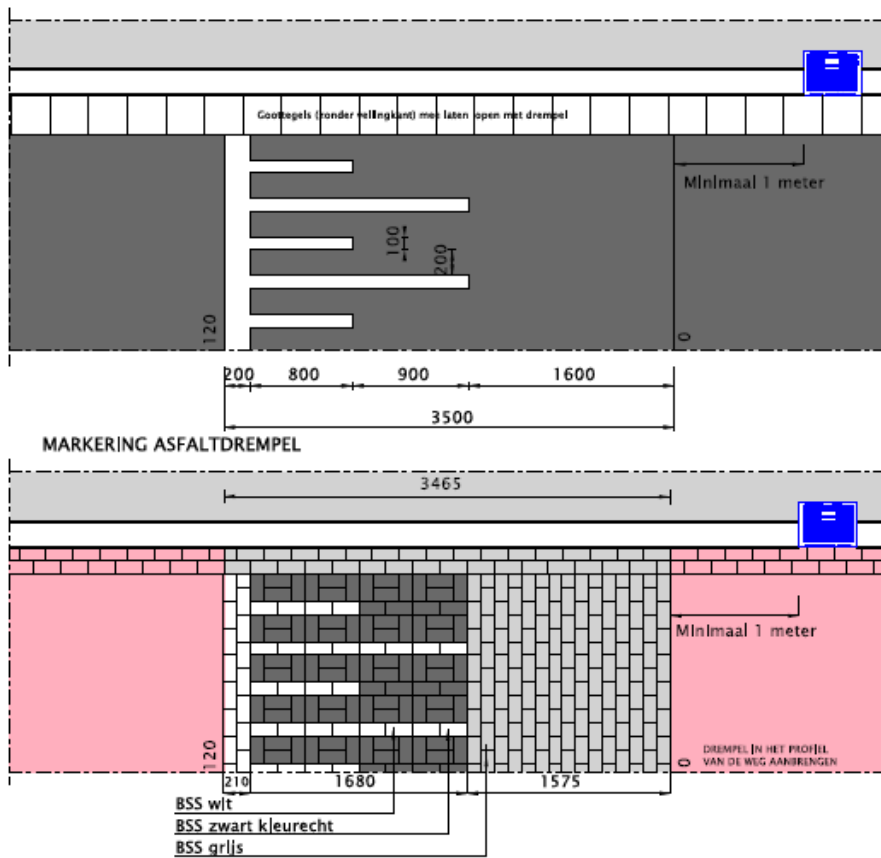 Goottegels (zonder vellingkant) mee laten lopen met drempel
Minimaal 1 meter
100
200
120
0
200 800 900 1600
3500
MARKERING ASFALTDREMPEL
3465
Minimaal 1 meter
120
0
DREMPEL IN HET PROFIEL
VAN DE WEG AANBRENGEN
210 1680 1575
BSS wit
BSS zwart kleurecht
BSS grijs